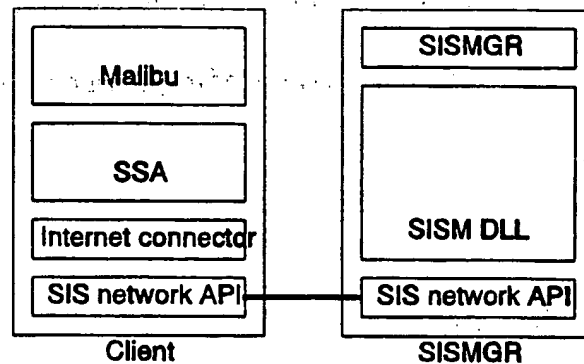 Malibu
SSA
Internet connector
SIS network API
Client
SISMGR
SISM DLL
SIS network API
SISMGR